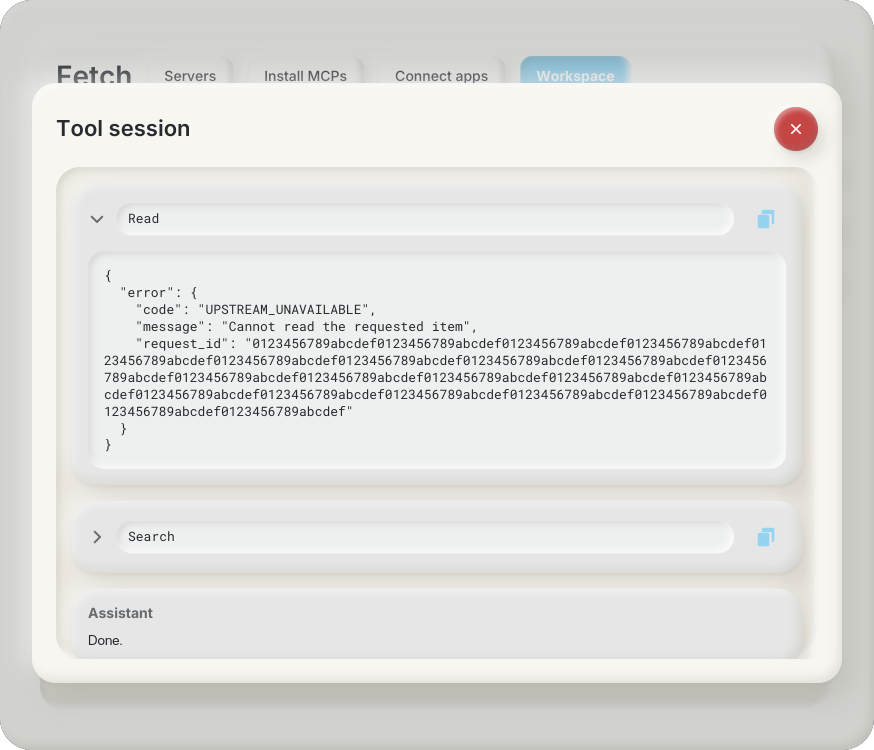 Fetch Servers Install MCPs Connect apps Workspace
Tool session
Read
{
  "error": {
    "code": "UPSTREAM_UNAVAILABLE",
    "message": "Cannot read the requested item",
    "request_id": "0123456789abcdef0123456789abcdef0123456789abcdef0123456789abcdef01
23456789abcdef0123456789abcdef0123456789abcdef0123456789abcdef0123456789abcdef0123456
789abcdef0123456789abcdef0123456789abcdef0123456789abcdef0123456789abcdef0123456789ab
cdef0123456789abcdef0123456789abcdef0123456789abcdef0123456789abcdef0123456789abcdef0
123456789abcdef0123456789abcdef"
  }
}
Search
Assistant
Done.